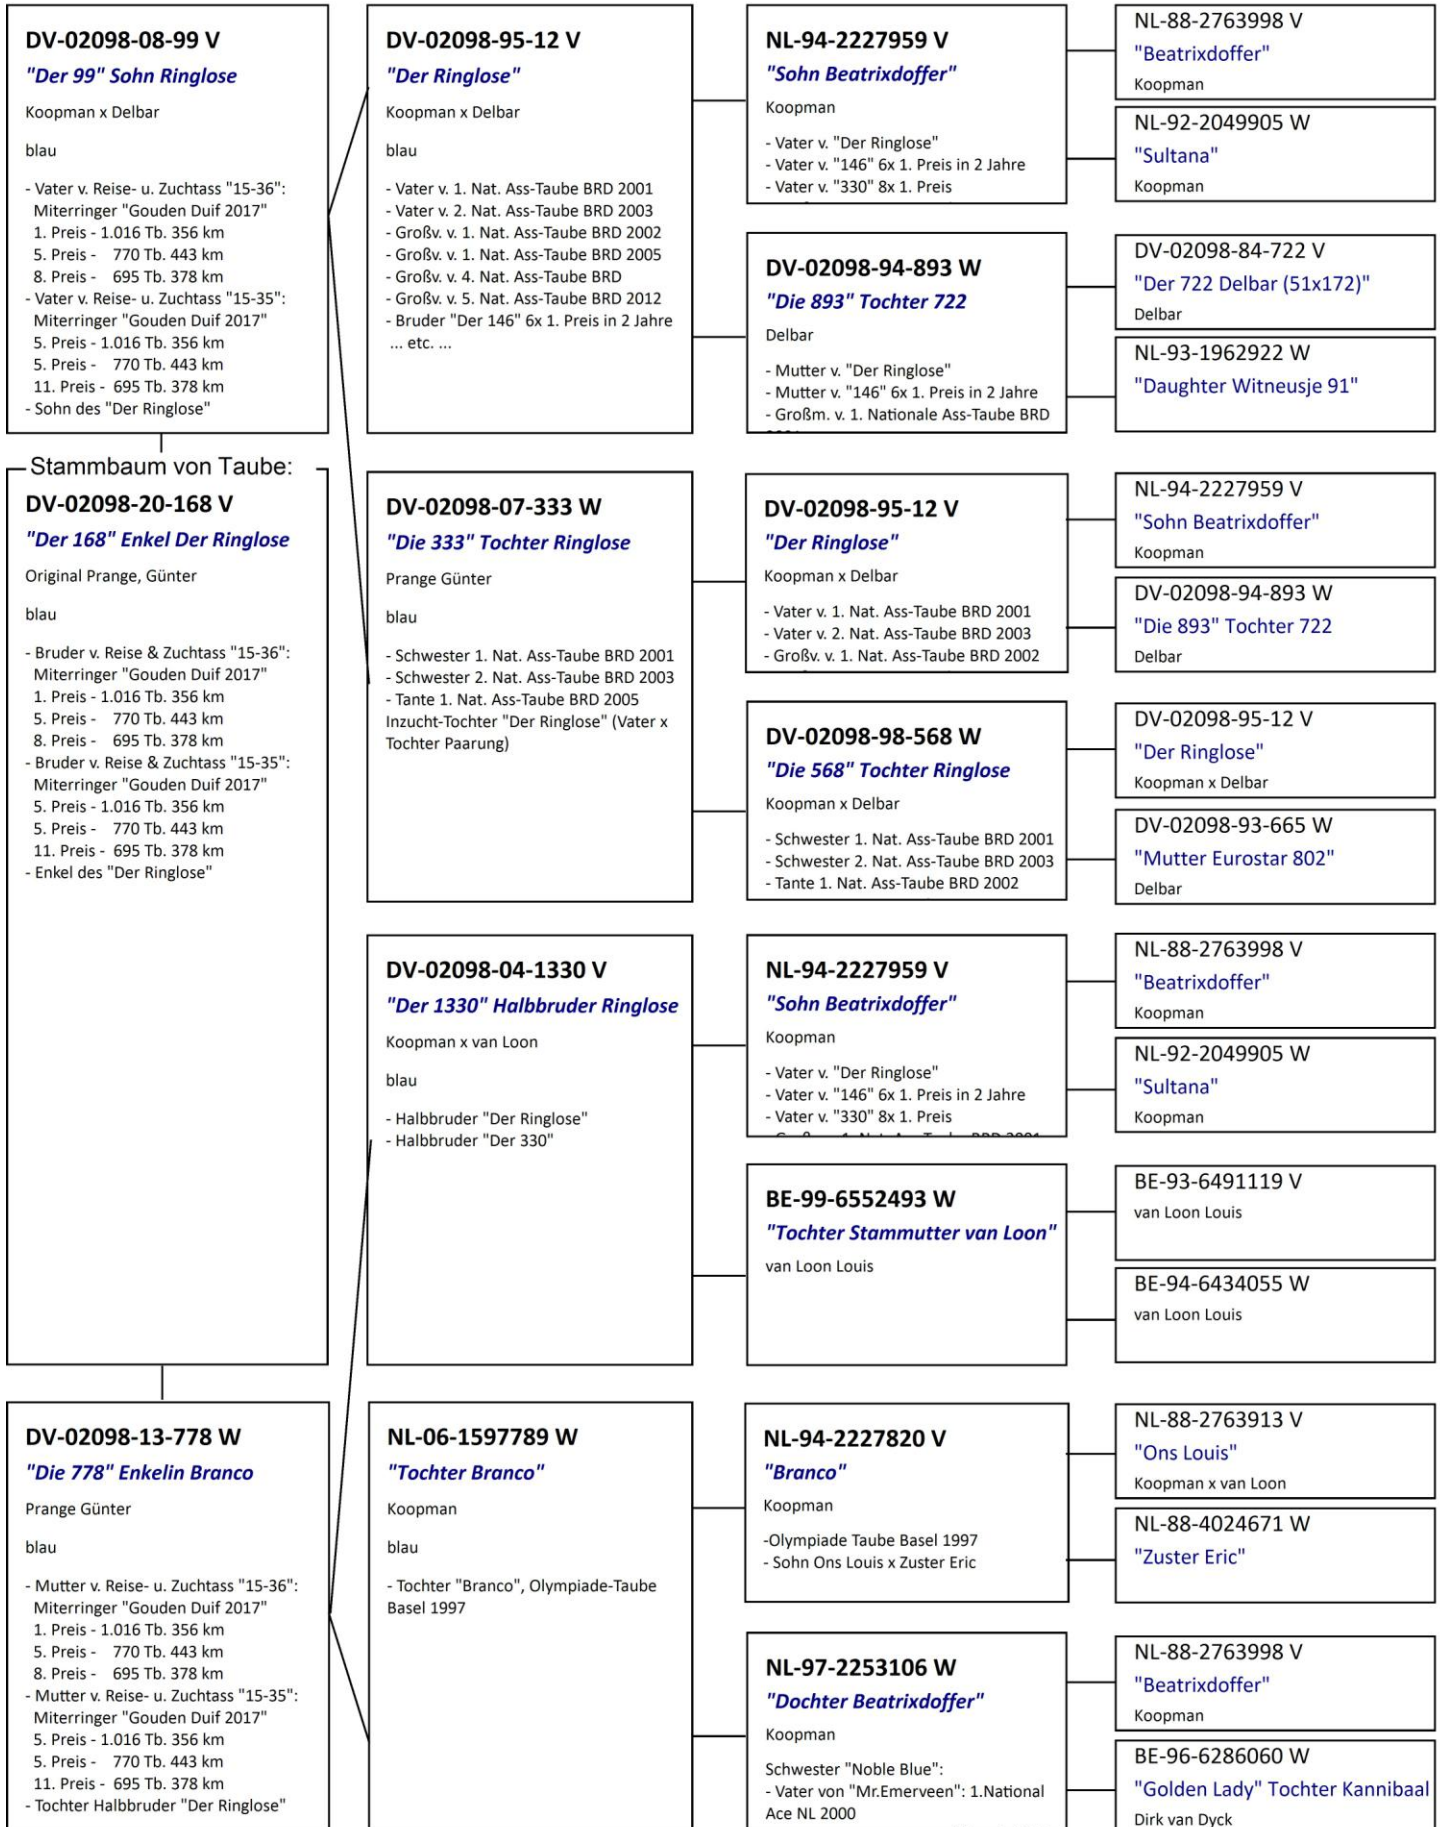 DV-02098-08-99 V
"Der 99" Sohn Ringlose
Koopman x Delbar
blau
- Vater v. Reise- u. Zuchtass "15-36":
Miterringer "Gouden Duif 2017"
1. Preis - 1.016 Tb. 356 km
5. Preis - 770 Tb. 443 km
8. Preis - 695 Tb. 378 km
- Vater v. Reise- u. Zuchtass "15-35":
Miterringer "Gouden Duif 2017"
5. Preis - 1.016 Tb. 356 km
5. Preis - 770 Tb. 443 km
11. Preis - 695 Tb. 378 km
- Sohn des "Der Ringlose"
Stammbaum von Taube:
DV-02098-20-168 V
"Der 168" Enkel Der Ringlose
Original Prange, Günter
blau
- Bruder v. Reise & Zuchtass "15-36":
Miterringer "Gouden Duif 2017"
1. Preis - 1.016 Tb. 356 km
5. Preis - 770 Tb. 443 km
8. Preis - 695 Tb. 378 km
- Bruder v. Reise & Zuchtass "15-35":
Miterringer "Gouden Duif 2017"
5. Preis - 1.016 Tb. 356 km
5. Preis - 770 Tb. 443 km
11. Preis - 695 Tb. 378 km
- Enkel des "Der Ringlose"
DV-02098-13-778 W
"Die 778" Enkelin Branco
Prange Günter
blau
- Mutter v. Reise- u. Zuchtass "15-36":
Miterringer "Gouden Duif 2017"
1. Preis - 1.016 Tb. 356 km
5. Preis - 770 Tb. 443 km
8. Preis - 695 Tb. 378 km
- Mutter v. Reise- u. Zuchtass "15-35":
Miterringer "Gouden Duif 2017"
5. Preis - 1.016 Tb. 356 km
5. Preis - 770 Tb. 443 km
11. Preis - 695 Tb. 378 km
- Tochter Halbbruder "Der Ringlose"
DV-02098-95-12 V
"Der Ringlose"
Koopman x Delbar
blau
- Vater v. 1. Nat. Ass-Taube BRD 2001
- Vater v. 2. Nat. Ass-Taube BRD 2003
- Großv. v. 1. Nat. Ass-Taube BRD 2002
- Großv. v. 1. Nat. Ass-Taube BRD 2005
- Großv. v. 4. Nat. Ass-Taube BRD
- Großv. v. 5. Nat. Ass-Taube BRD 2012
- Bruder "Der 146" 6x 1. Preis in 2 Jahre
... etc. ...
DV-02098-07-333 W
"Die 333" Tochter Ringlose
Prange Günter
blau
- Schwester 1. Nat. Ass-Taube BRD 2001
- Schwester 2. Nat. Ass-Taube BRD 2003
- Tante 1. Nat. Ass-Taube BRD 2005
Inzucht-Tochter "Der Ringlose" (Vater x
Tochter Paarung)
DV-02098-04-1330 V
"Der 1330" Halbbruder Ringlose
Koopman x van Loon
blau
- Halbbruder "Der Ringlose"
- Halbbruder "Der 330"
NL-06-1597789 W
"Tochter Branco"
Koopman
blau
- Tochter "Branco", Olympiade-Taube
Basel 1997
NL-94-2227959 V
"Sohn Beatrixdoffer"
Koopman
- Vater v. "Der Ringlose"
- Vater v. "146" 6x 1. Preis in 2 Jahre
- Vater v. "330" 8x 1. Preis
DV-02098-94-893 W
"Die 893" Tochter 722
Delbar
- Mutter v. "Der Ringlose"
- Mutter v. "146" 6x 1. Preis in 2 Jahre
- Großm. v. 1. Nationale Ass-Taube BRD
DV-02098-95-12 V
"Der Ringlose"
Koopman x Delbar
- Vater v. 1. Nat. Ass-Taube BRD 2001
- Vater v. 2. Nat. Ass-Taube BRD 2003
- Großv. v. 1. Nat. Ass-Taube BRD 2002
DV-02098-98-568 W
"Die 568" Tochter Ringlose
Koopman x Delbar
- Schwester 1. Nat. Ass-Taube BRD 2001
- Schwester 2. Nat. Ass-Taube BRD 2003
- Tante 1. Nat. Ass-Taube BRD 2002
NL-94-2227959 V
"Sohn Beatrixdoffer"
Koopman
- Vater v. "Der Ringlose"
- Vater v. "146" 6x 1. Preis in 2 Jahre
- Vater v. "330" 8x 1. Preis
BE-99-6552493 W
"Tochter Stammutter van Loon"
van Loon Louis
NL-94-2227820 V
"Branco"
Koopman
-Olympiade Taube Basel 1997
- Sohn Ons Louis x Zuster Eric
NL-97-2253106 W
"Dochter Beatrixdoffer"
Koopman
Schwester "Noble Blue":
- Vater von "Mr.Emerveen": 1.National
Ace NL 2000
NL-88-2763998 V
"Beatrixdoffer"
Koopman
NL-92-2049905 W
"Sultana"
Koopman
DV-02098-84-722 V
"Der 722 Delbar (51x172)"
Delbar
NL-93-1962922 W
"Daughter Witneusje 91"
NL-94-2227959 V
"Sohn Beatrixdoffer"
Koopman
DV-02098-94-893 W
"Die 893" Tochter 722
Delbar
DV-02098-95-12 V
"Der Ringlose"
Koopman x Delbar
DV-02098-93-665 W
"Mutter Eurostar 802"
Delbar
NL-88-2763998 V
"Beatrixdoffer"
Koopman
NL-92-2049905 W
"Sultana"
Koopman
BE-93-6491119 V
van Loon Louis
BE-94-6434055 W
van Loon Louis
NL-88-2763913 V
"Ons Louis"
Koopman x van Loon
NL-88-4024671 W
"Zuster Eric"
NL-88-2763998 V
"Beatrixdoffer"
Koopman
BE-96-6286060 W
"Golden Lady" Tochter Kannibaal
Dirk van Dyck